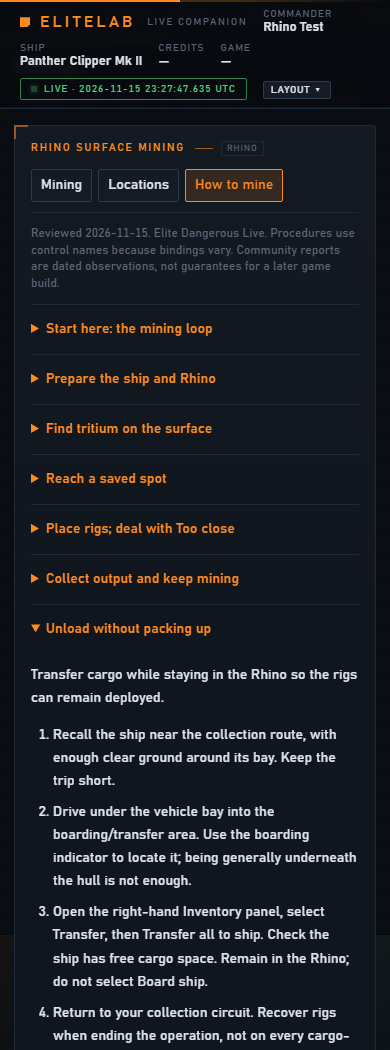 ELITELAB LIVE COMPANION
COMMANDER
Rhino Test
SHIP
Panther Clipper Mk II
CREDITS
—
GAME
—
LIVE · 2026-11-15 23:27:47.635 UTC
LAYOUT ▾
RHINO SURFACE MINING
RHINO
Mining
Locations
How to mine
Reviewed 2026-11-15. Elite Dangerous Live. Procedures use
control names because bindings vary. Community reports
are dated observations, not guarantees for a later game
build.
▶ Start here: the mining loop
▶ Prepare the ship and Rhino
▶ Find tritium on the surface
▶ Reach a saved spot
▶ Place rigs; deal with Too close
▶ Collect output and keep mining
▼ Unload without packing up
Transfer cargo while staying in the Rhino so the rigs
can remain deployed.
1. Recall the ship near the collection route, with
enough clear ground around its bay. Keep the
trip short.
2. Drive under the vehicle bay into the
boarding/transfer area. Use the boarding
indicator to locate it; being generally underneath
the hull is not enough.
3. Open the right-hand Inventory panel, select
Transfer, then Transfer all to ship. Check the
ship has free cargo space. Remain in the Rhino;
do not select Board ship.
4. Return to your collection circuit. Recover rigs
when ending the operation, not on every cargo-